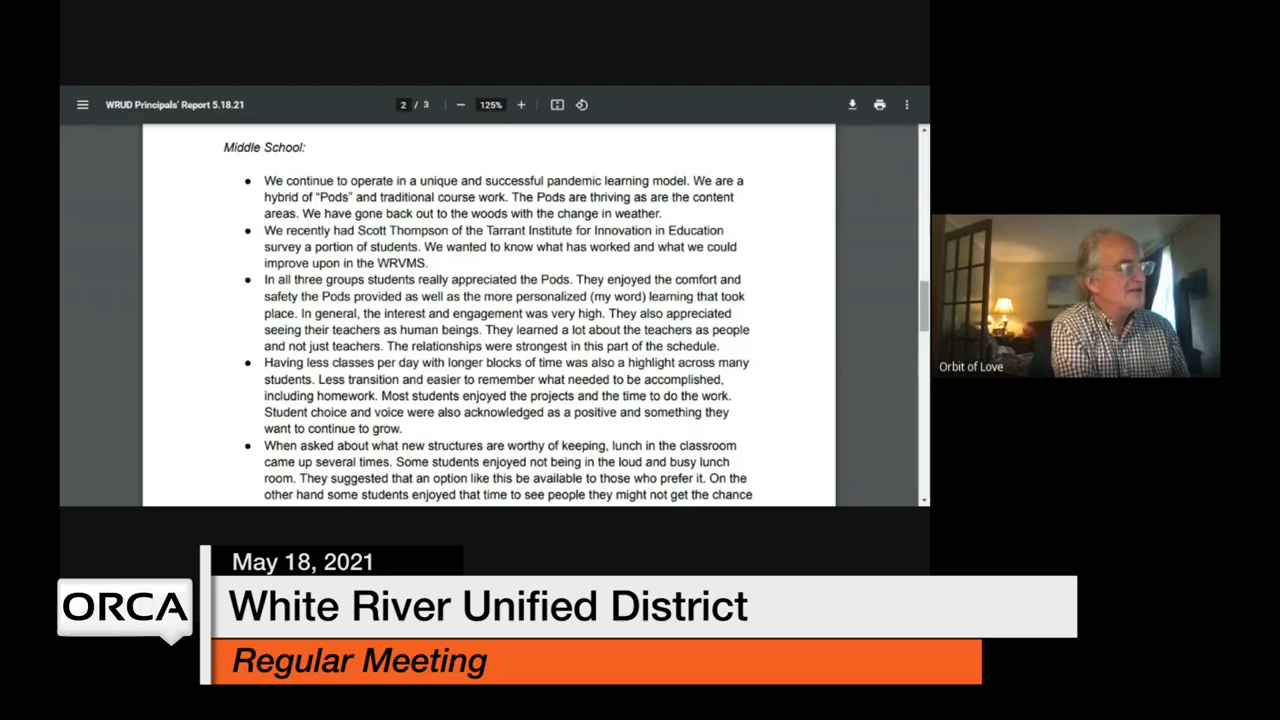 WRUD Principals' Report 5.18.21
2 / 3
125%
Middle School:
● We continue to operate in a unique and successful pandemic learning model. We are a
hybrid of “Pods” and traditional course work. The Pods are thriving as are the content
areas. We have gone back out to the woods with the change in weather.
● We recently had Scott Thompson of the Tarrant Institute for Innovation in Education
survey a portion of students. We wanted to know what has worked and what we could
improve upon in the WRVMS.
● In all three groups students really appreciated the Pods. They enjoyed the comfort and
safety the Pods provided as well as the more personalized (my word) learning that took
place. In general, the interest and engagement was very high. They also appreciated
seeing their teachers as human beings. They learned a lot about the teachers as people
and not just teachers. The relationships were strongest in this part of the schedule.
● Having less classes per day with longer blocks of time was also a highlight across many
students. Less transition and easier to remember what needed to be accomplished,
including homework. Most students enjoyed the projects and the time to do the work.
Student choice and voice were also acknowledged as a positive and something they
want to continue to grow.
● When asked about what new structures are worthy of keeping, lunch in the classroom
came up several times. Some students enjoyed not being in the loud and busy lunch
room. They suggested that an option like this be available to those who prefer it. On the
other hand some students enjoyed that time to see people they might not get the chance
Orbit of Love
May 18, 2021
ORCA
White River Unified District
Regular Meeting